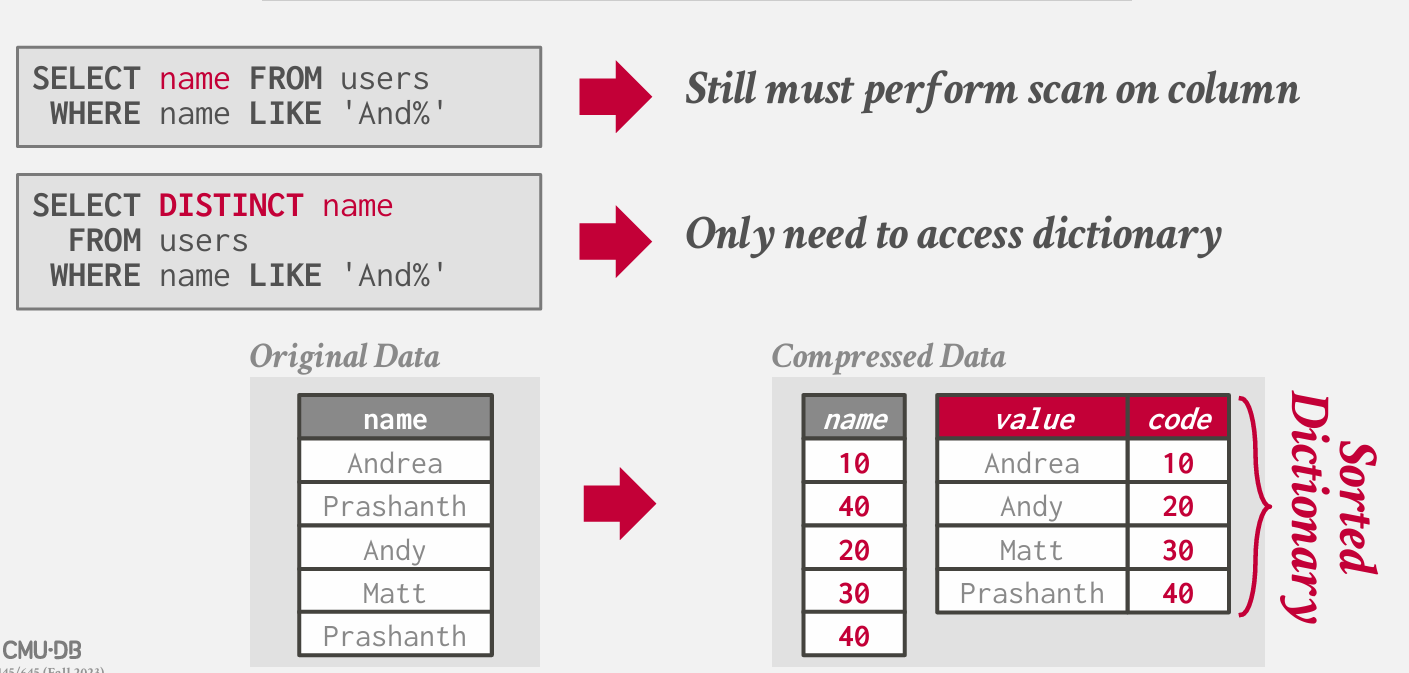 SELECT name FROM users
WHERE name LIKE 'And%'
Still must perform scan on column
SELECT DISTINCT name
FROM users
WHERE name LIKE 'And%'
Only need to access dictionary
Original Data
name
Andrea
Prashanth
Andy
Matt
Prashanth
Compressed Data
name
10
40
20
30
40
value code
Andrea 10
Andy 20
Matt 30
Prashanth 40
Sorted
Dictionary
CMU·DB
445/645 (Fall 2023)